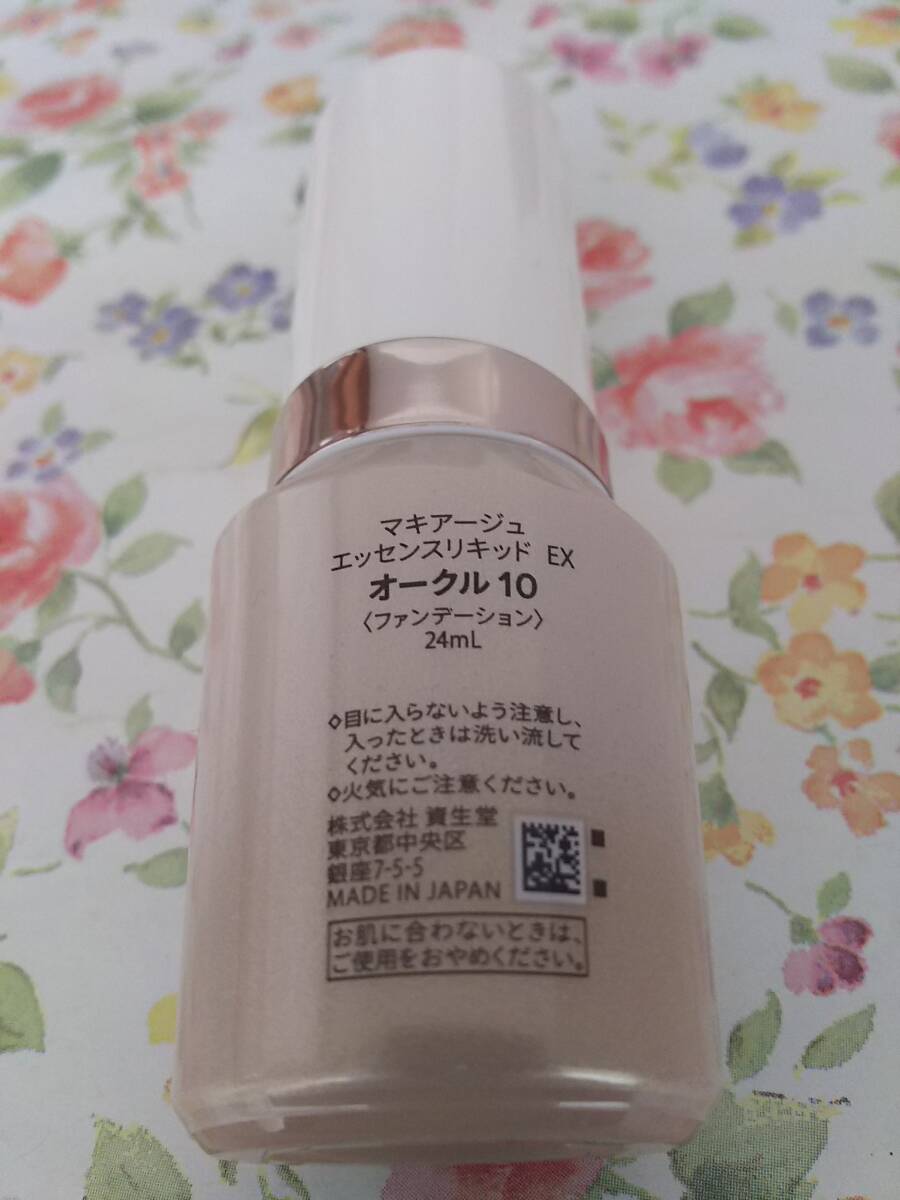 マキアージュ
エッセンスリキッド EX
オークル10
〈ファンデーション〉
24mL
◇目に入らないよう注意し、
入ったときは洗い流して
ください。
◇火気にご注意ください。
株式会社 資生堂
東京都中央区
銀座7-5-5
MADE IN JAPAN
お肌に合わないときは、
ご使用をおやめください。